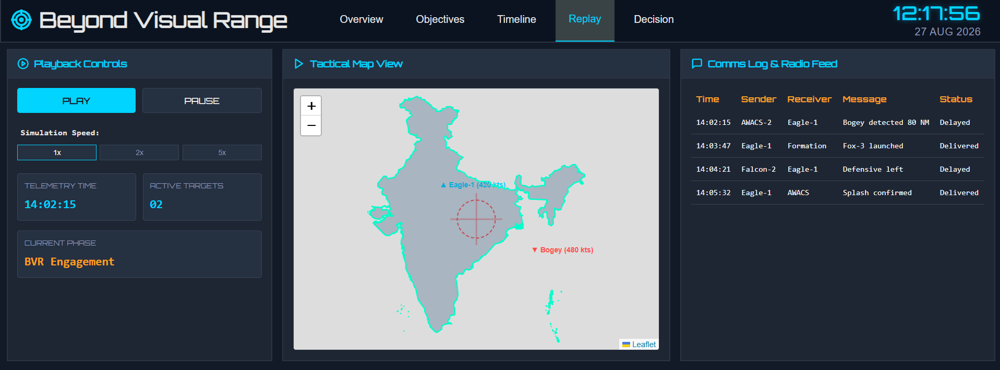 Beyond Visual Range
Overview
Objectives
Timeline
Replay
Decision
12:17:56
27 AUG 2026
Playback Controls
PLAY
PAUSE
Simulation Speed:
1x
2x
5x
TELEMETRY TIME
14:02:15
ACTIVE TARGETS
02
CURRENT PHASE
BVR Engagement
Tactical Map View
+
−
▲ Eagle-1 (420 kts)
▼ Bogey (480 kts)
Leaflet
Comms Log & Radio Feed
Time Sender Receiver Message Status
14:02:15 AWACS-2 Eagle-1 Bogey detected 80 NM Delayed
14:03:47 Eagle-1 Formation Fox-3 launched Delivered
14:04:21 Falcon-2 Eagle-1 Defensive left Delayed
14:05:32 Eagle-1 AWACS Splash confirmed Delivered